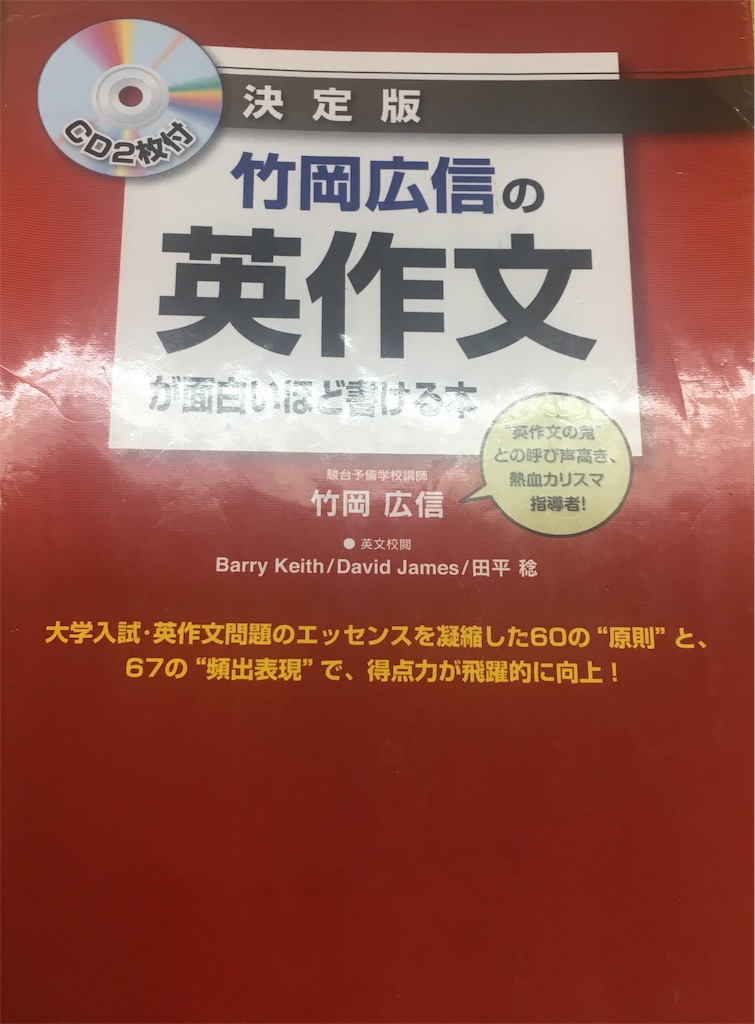 CD2枚付
決定版
竹岡広信の
英作文
が面白いほど書ける本
"英作文の鬼"
との呼び声高き、
熱血カリスマ
指導者!
駿台予備学校講師
竹岡 広信
●英文校閲
Barry Keith/David James/田平 稔
大学入試・英作文問題のエッセンスを凝縮した60の“原則”と、
67の“頻出表現”で、得点力が飛躍的に向上!